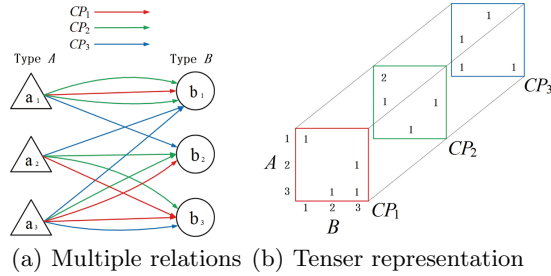 CP1
CP2
CP3
Type A Type B
a1 b1
a2 b2
a3 b3
1
1
1 1
CP3
2
1 1
1
CP2
1 1
2 1
3 1 1
A
1 2 3
B
CP1
(a) Multiple relations (b) Tenser representation